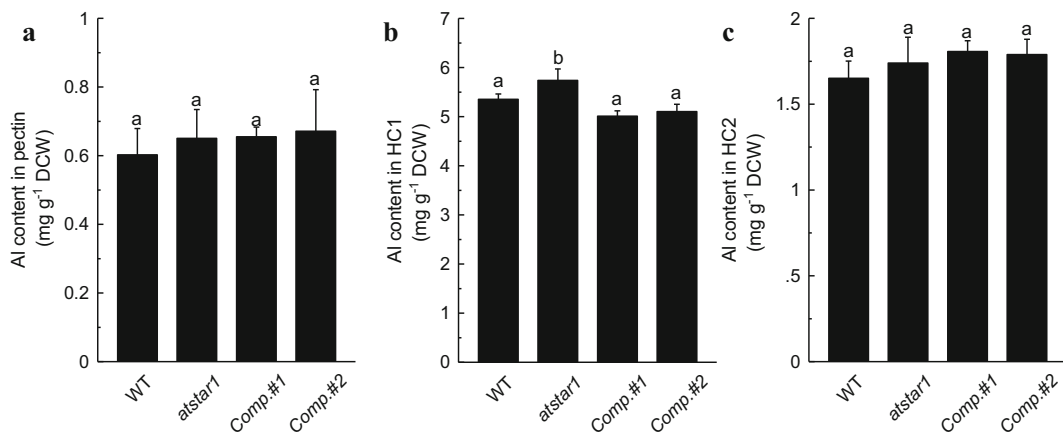 a
Al content in pectin
(mg g⁻¹ DCW)
1
0.8
0.6
0.4
0.2
0
a
a
a
a
WT
atstar1
Comp.#1
Comp.#2
b
Al content in HC1
(mg g⁻¹ DCW)
7
6
5
4
3
2
1
0
a
b
a
a
WT
atstar1
Comp.#1
Comp.#2
c
Al content in HC2
(mg g⁻¹ DCW)
2
1.5
1
.5
0
a
a
a
a
WT
atstar1
Comp.#1
Comp.#2